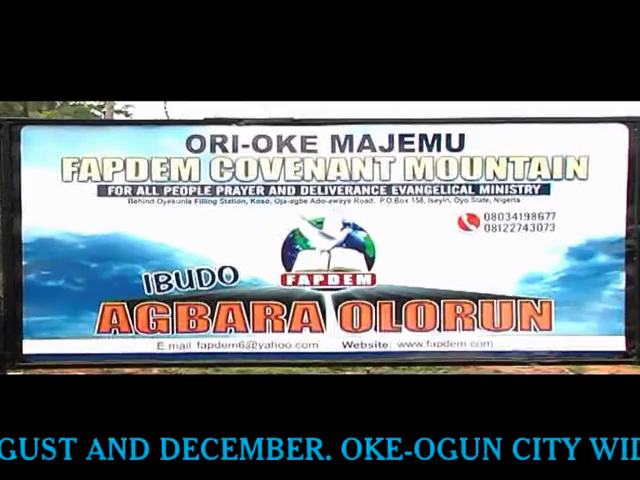 ORI-OKE MAJEMU
FAPDEM COVENANT MOUNTAIN
FOR ALL PEOPLE PRAYER AND DELIVERANCE EVANGELICAL MINISTRY
Behind Oyekunle Filling Station, Koso, Oja-agbe Ado-awaye Road, P.O.Box 158, Iseyin, Oyo State, Nigeria
08034198677
08122743073
IBUDO
FAPDEM
AGBARA OLORUN
E.mail: fapdem6@yahoo.com Website: www.fapdem.com
GUST AND DECEMBER. OKE-OGUN CITY WID